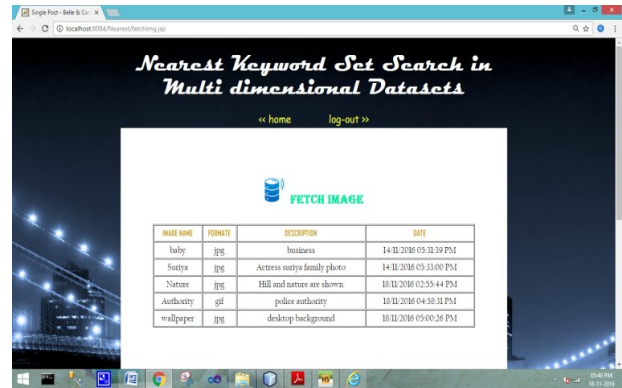 Single Post - Belle & Car
localhost:8084/Nearest/fetchimg.jsp
Nearest Keyword Set Search in
Multi dimensional Datasets
<< home log-out >>
FETCH IMAGE
IMAGE NAME FORMATE DESCRIPTION DATE
baby jpg business 14/11/2016 05:31:39 PM
Suriya jpg Actress suriya family photo 14/11/2016 05:33:00 PM
Nature jpg Hill and nature are shown 18/11/2016 02:55:44 PM
Authority gif police authority 18/11/2016 04:58:31 PM
wallpaper jpg desktop background 18/11/2016 05:00:26 PM
05:40 PM
18-11-2016